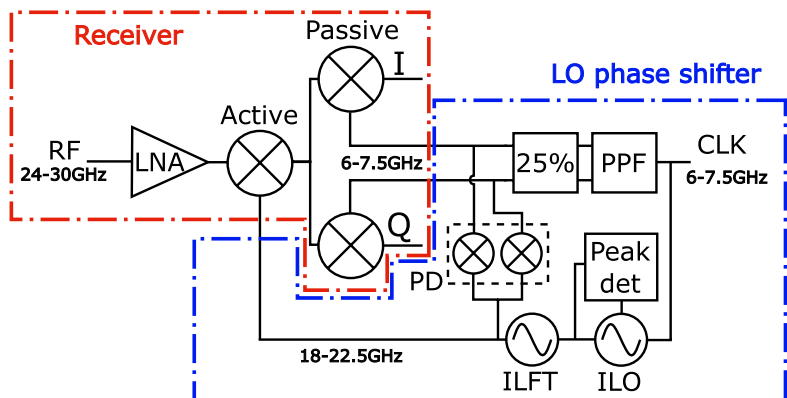 Receiver
Passive
I
LO phase shifter
Active
RF
24-30GHz
LNA
6-7.5GHz
25%
PPF
CLK
6-7.5GHz
Q
PD
Peak
det
18-22.5GHz
ILFT
ILO